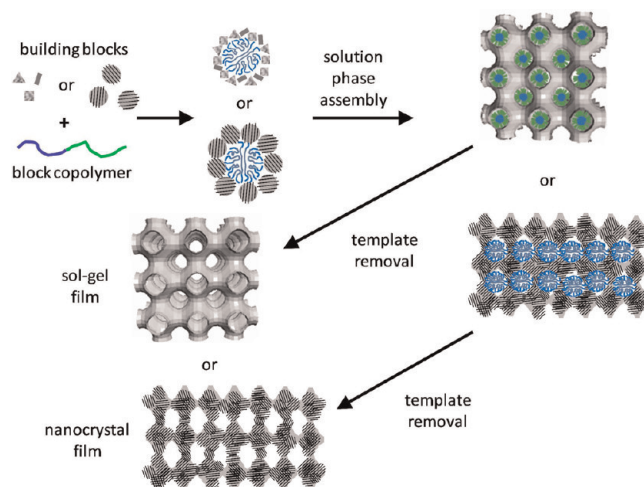 building blocks
or
+
block copolymer
or
solution
phase
assembly
or
template
removal
sol-gel
film
or
nanocrystal
film
template
removal